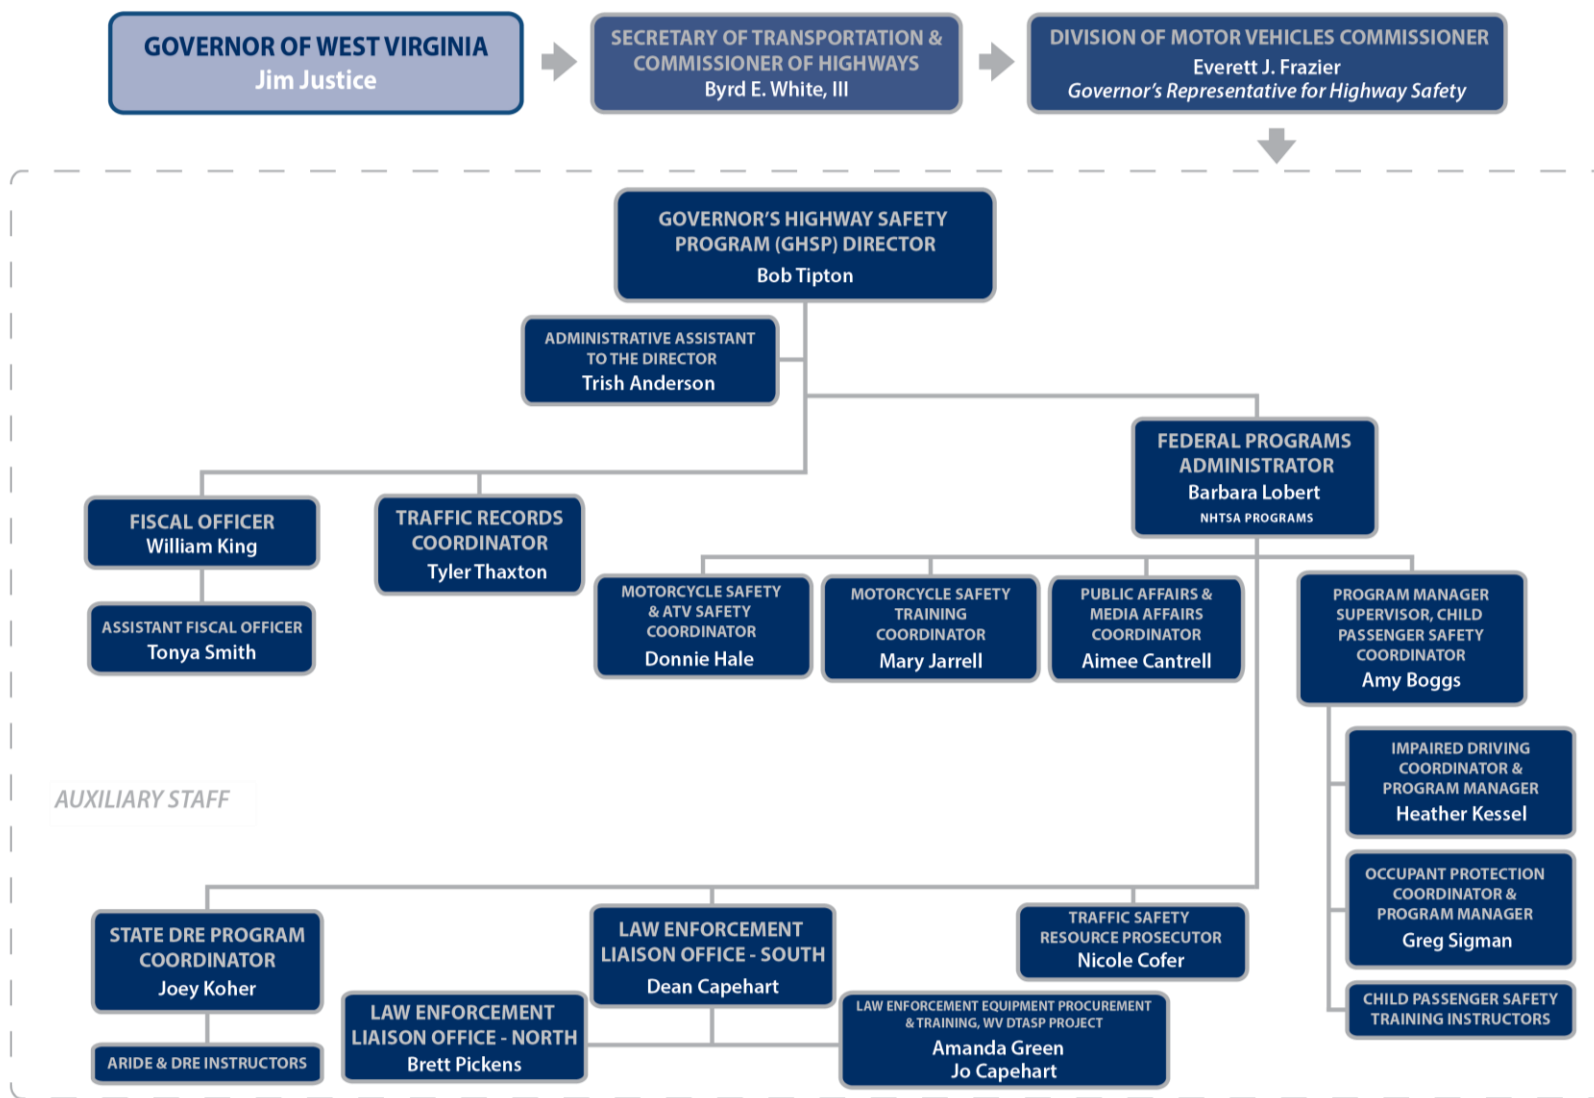 GOVERNOR OF WEST VIRGINIA
Jim Justice
SECRETARY OF TRANSPORTATION &
COMMISSIONER OF HIGHWAYS
Byrd E. White, III
DIVISION OF MOTOR VEHICLES COMMISSIONER
Everett J. Frazier
Governor's Representative for Highway Safety
GOVERNOR'S HIGHWAY SAFETY
PROGRAM (GHSP) DIRECTOR
Bob Tipton
ADMINISTRATIVE ASSISTANT
TO THE DIRECTOR
Trish Anderson
FEDERAL PROGRAMS
ADMINISTRATOR
Barbara Lobert
NHTSA PROGRAMS
FISCAL OFFICER
William King
TRAFFIC RECORDS
COORDINATOR
Tyler Thaxton
ASSISTANT FISCAL OFFICER
Tonya Smith
MOTORCYCLE SAFETY
& ATV SAFETY
COORDINATOR
Donnie Hale
MOTORCYCLE SAFETY
TRAINING
COORDINATOR
Mary Jarrell
PUBLIC AFFAIRS &
MEDIA AFFAIRS
COORDINATOR
Aimee Cantrell
PROGRAM MANAGER
SUPERVISOR, CHILD
PASSENGER SAFETY
COORDINATOR
Amy Boggs
IMPAIRED DRIVING
COORDINATOR &
PROGRAM MANAGER
Heather Kessel
OCCUPANT PROTECTION
COORDINATOR &
PROGRAM MANAGER
Greg Sigman
CHILD PASSENGER SAFETY
TRAINING INSTRUCTORS
AUXILIARY STAFF
STATE DRE PROGRAM
COORDINATOR
Joey Koher
ARIDE & DRE INSTRUCTORS
LAW ENFORCEMENT
LIAISON OFFICE - SOUTH
Dean Capehart
LAW ENFORCEMENT
LIAISON OFFICE - NORTH
Brett Pickens
LAW ENFORCEMENT EQUIPMENT PROCUREMENT
& TRAINING, WV DTASP PROJECT
Amanda Green
Jo Capehart
TRAFFIC SAFETY
RESOURCE PROSECUTOR
Nicole Cofer